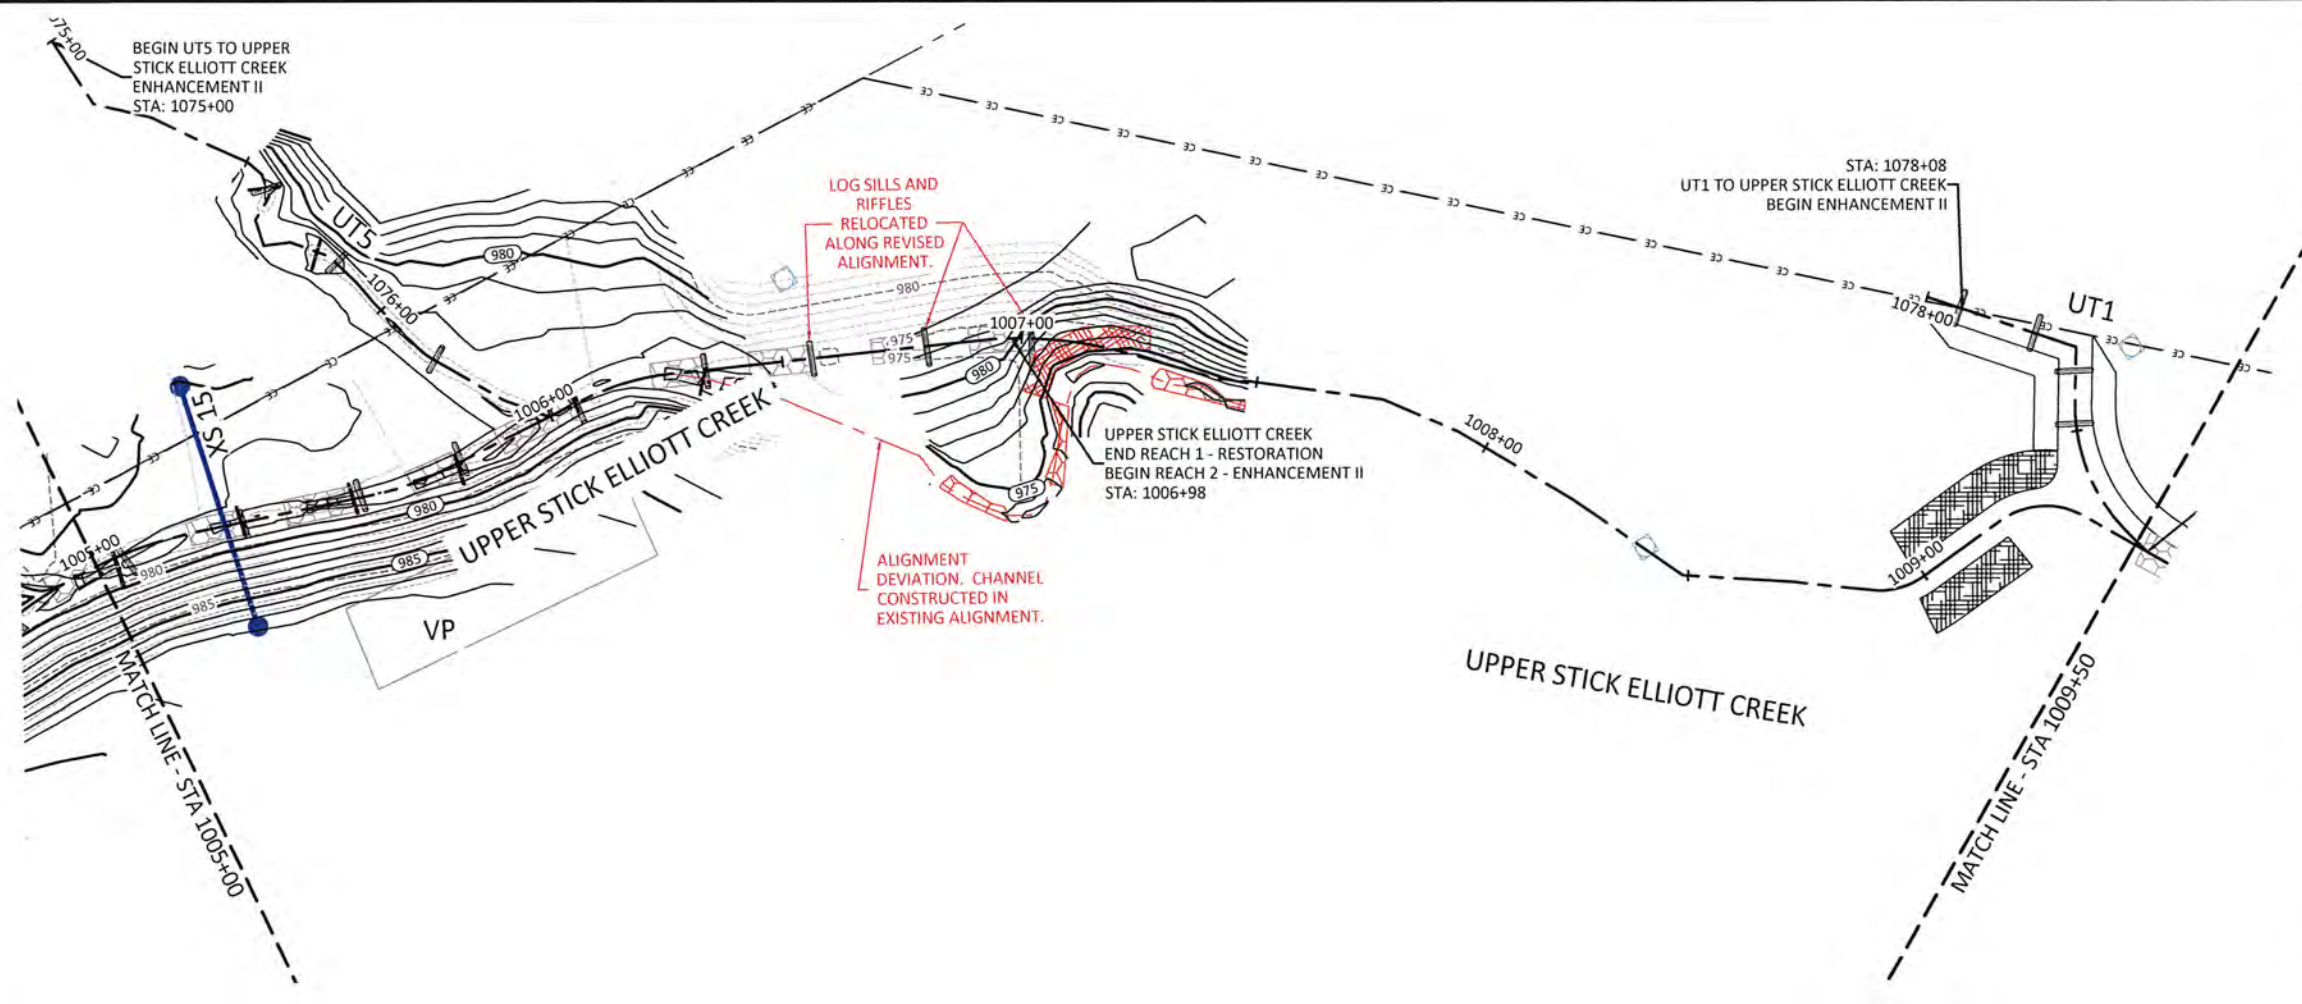 1075+00
BEGIN UT5 TO UPPER
STICK ELLIOTT CREEK
ENHANCEMENT II
STA: 1075+00
UT5
980
1076+00
LOG SILLS AND
RIFFLES
RELOCATED
ALONG REVISED
ALIGNMENT.
980
975
975
1007+00
980
975
STA: 1078+08
UT1 TO UPPER STICK ELLIOTT CREEK
BEGIN ENHANCEMENT II
1078+00
UT1
XS 15
1006+00
1005+00
980
985
980
985
UPPER STICK ELLIOTT CREEK
VP
UPPER STICK ELLIOTT CREEK
END REACH 1 - RESTORATION
BEGIN REACH 2 - ENHANCEMENT II
STA: 1006+98
ALIGNMENT
DEVIATION. CHANNEL
CONSTRUCTED IN
EXISTING ALIGNMENT.
1008+00
1009+00
UPPER STICK ELLIOTT CREEK
MATCH LINE - STA 1005+00
MATCH LINE - STA 1009+50